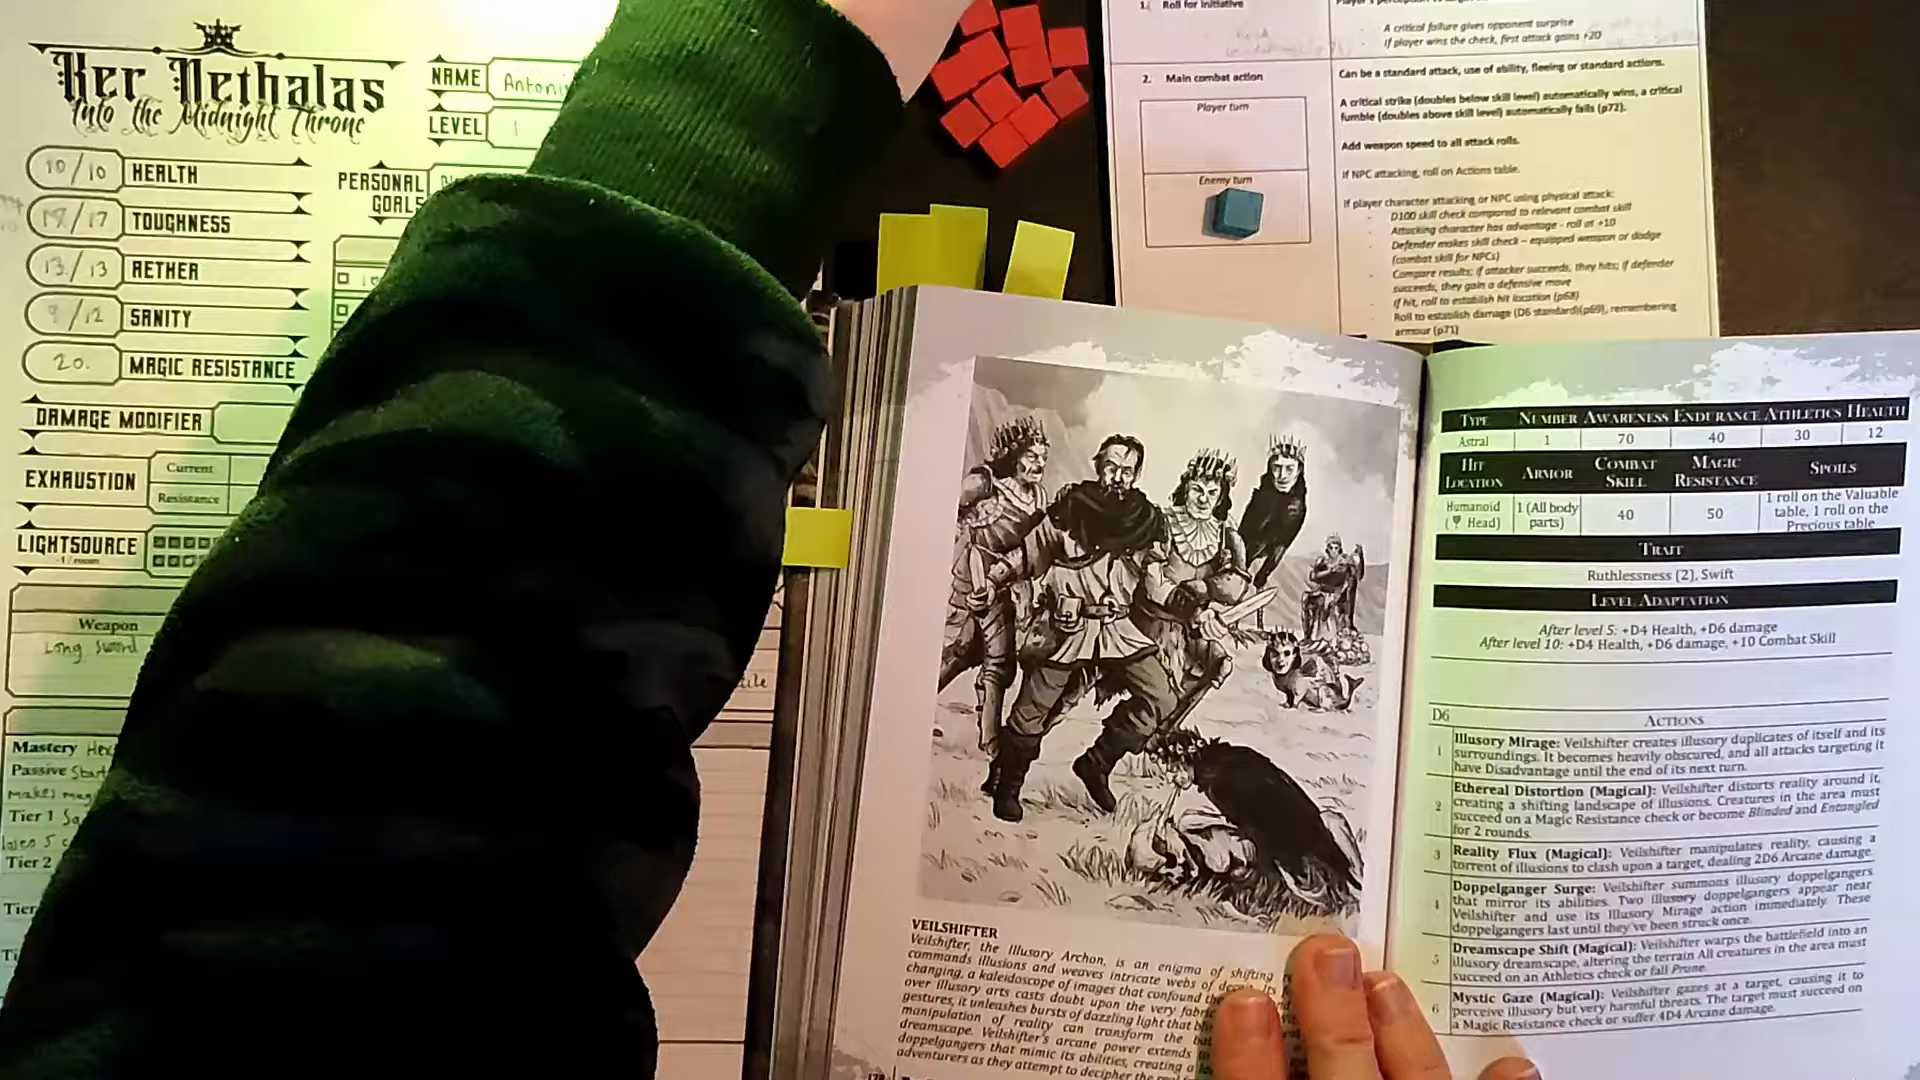 Ker Nethalas
Into the Midnight Throne
NAME
LEVEL 1
10/10 HEALTH
17/17 TOUGHNESS
13/13 AETHER
9/12 SANITY
20. MAGIC RESISTANCE
DAMAGE MODIFIER
EXHAUSTION
Current
Resistance
LIGHTSOURCE
-1/room
PERSONAL
GOALS
Weapon
Long Sword
Mastery
Passive
Tier 1
Tier 2
1. Roll for initiative
A critical failure gives opponent surprise
If player wins the check, first attack gains +20
2. Main combat action
Player turn
Enemy turn
Can be a standard attack, use of ability, fleeing or standard actions.
A critical strike (doubles below skill level) automatically wins, a critical
fumble (doubles above skill level) automatically fails (p72).
Add weapon speed to all attack rolls.
If NPC attacking, roll on Actions table.
If player character attacking or NPC using physical attack:
- D100 skill check compared to relevant combat skill
- Attacking character has advantage - roll at +10
- Defender makes skill check – equipped weapon or dodge
(combat skill for NPCs)
- Compare results; if attacker succeeds, they hits; if defender
succeeds, they gain a defensive move
- If hit, roll to establish hit location (p68)
- Roll to establish damage (D6 standard)(p69), remembering
armour (p71)
VEILSHIFTER
Veilshifter, the Illusory Archon, is an enigma of shifting
commands illusions and weaves intricate webs of
changing, a kaleidoscope of images that confound
over illusory arts casts doubt upon the very
gestures, it unleashes bursts of dazzling light that
manipulation of reality can transform the
dreamscape. Veilshifter's arcane power extends
doppelgangers that mimic its abilities, creating a
adventurers as they attempt to decipher the
178
TYPE NUMBER AWARENESS ENDURANCE ATHLETICS HEALTH
Astral 1 70 40 30 12
HIT LOCATION ARMOR COMBAT SKILL MAGIC RESISTANCE SPOILS
Humanoid (Head) 1 (All body parts) 40 50 1 roll on the Valuable table, 1 roll on the Precious table
TRAIT
Ruthlessness (2), Swift
LEVEL ADAPTATION
After level 5: +D4 Health, +D6 damage
After level 10: +D4 Health, +D6 damage, +10 Combat Skill
D6 ACTIONS
1 Illusory Mirage: Veilshifter creates illusory duplicates of itself and its
surroundings. It becomes heavily obscured, and all attacks targeting it
have Disadvantage until the end of its next turn.
2 Ethereal Distortion (Magical): Veilshifter distorts reality around it,
creating a shifting landscape of illusions. Creatures in the area must
succeed on a Magic Resistance check or become Blinded and Entangled
for 2 rounds.
3 Reality Flux (Magical): Veilshifter manipulates reality, causing a
torrent of illusions to clash upon a target, dealing 2D6 Arcane damage.
4 Doppelganger Surge: Veilshifter summons illusory doppelgangers
that mirror its abilities. Two illusory doppelgangers appear near
Veilshifter and use its Illusory Mirage action immediately. These
doppelgangers last until they've been struck once.
5 Dreamscape Shift (Magical): Veilshifter warps the battlefield into an
illusory dreamscape, altering the terrain All creatures in the area must
succeed on an Athletics check or fall Prone.
6 Mystic Gaze (Magical): Veilshifter gazes at a target, causing it to
perceive illusory but very harmful threats. The target must succeed on
a Magic Resistance check or suffer 4D4 Arcane damage.